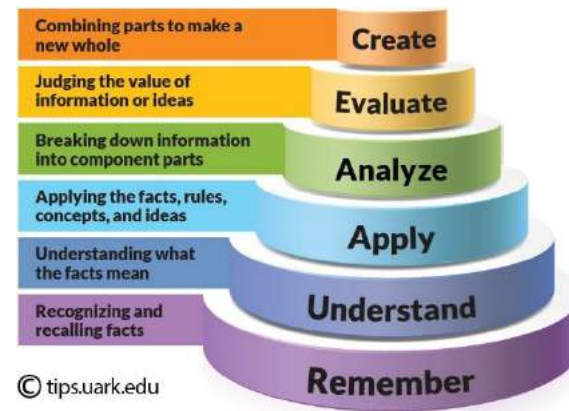 Combining parts to make a
new whole
Create
Judging the value of
information or ideas
Evaluate
Breaking down information
into component parts
Analyze
Applying the facts, rules,
concepts, and ideas
Apply
Understanding what
the facts mean
Understand
Recognizing and
recalling facts
Remember
© tips.uark.edu